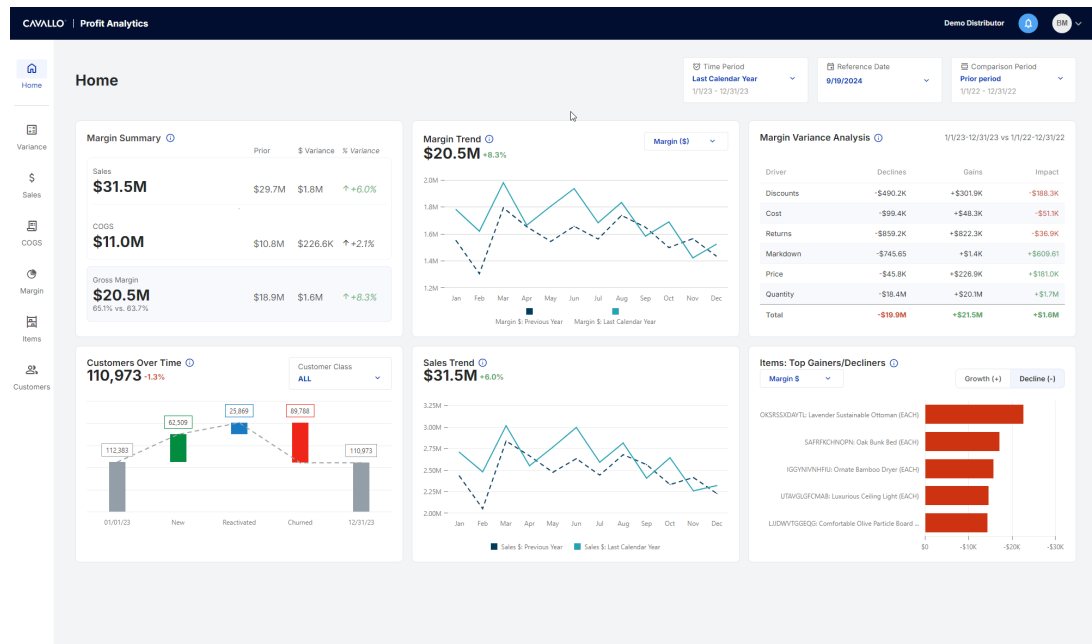 CAVALLO | Profit Analytics
Demo Distributor
BM
Home
Variance
Sales
COGS
Margin
Items
Customers
Home
Time Period
Last Calendar Year
1/1/23 - 12/31/23
Reference Date
9/19/2024
Comparison Period
Prior period
1/1/22 - 12/31/22
Margin Summary
Prior $ Variance % Variance
Sales
$31.5M $29.7M $1.8M +6.0%
COGS
$11.0M $10.8M $226.6K +2.1%
Gross Margin
$20.5M $18.9M $1.6M +8.3%
65.1% vs. 63.7%
Margin Trend
$20.5M +8.3%
Margin ($)
2.0M
1.8M
1.6M
1.4M
1.2M
Jan Feb Mar Apr May Jun Jul Aug Sep Oct Nov Dec
Margin $: Previous Year Margin $: Last Calendar Year
Margin Variance Analysis 1/1/23-12/31/23 vs 1/1/22-12/31/22
Driver Declines Gains Impact
Discounts -$490.2K +$301.9K -$188.3K
Cost -$99.4K +$48.3K -$51.1K
Returns -$859.2K +$822.3K -$36.9K
Markdown -$745.65 +$1.4K +$609.61
Price -$45.8K +$226.9K +$181.0K
Quantity -$18.4M +$20.1M +$1.7M
Total -$19.9M +$21.5M +$1.6M
Customers Over Time
110,973 -1.3%
Customer Class
ALL
112,383
62,509
25,869
89,788
110,973
01/01/23 New Reactivated Churned 12/31/23
Sales Trend
$31.5M +6.0%
3.25M
3.00M
2.75M
2.50M
2.25M
2.00M
Jan Feb Mar Apr May Jun Jul Aug Sep Oct Nov Dec
Sales $: Previous Year Sales $: Last Calendar Year
Items: Top Gainers/Decliners
Margin $
Growth (+) Decline (-)
OKSRSSXDAYTL: Lavender Sustainable Ottoman (EACH)
SAFRFKCHNOPN: Oak Bunk Bed (EACH)
IGGYNIVNHFIU: Ornate Bamboo Dryer (EACH)
UTAVGLGFCMAB: Luxurious Ceiling Light (EACH)
LJJDWVTGGEQG: Comfortable Olive Particle Board ...
$0 -$10K -$20K -$30K